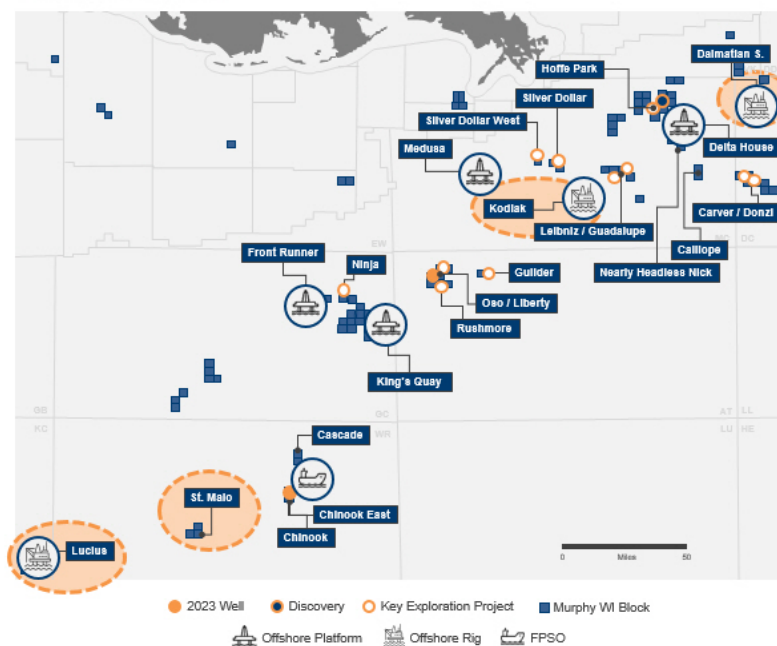 Dalmatian S.
Hoffe Park
Silver Dollar
Silver Dollar West
Medusa
Delta House
Kodiak
Leibniz / Guadalupe
Carver / Donzi
Calliope
MC
DC
EW
Front Runner
Ninja
Nearly Headless Nick
Guilder
Oso / Liberty
Rushmore
King's Quay
GB
GC
AT
LL
KC
WR
LU
HE
Cascade
St. Malo
Chinook East
Chinook
Lucius
0
Miles
50
2023 Well
Discovery
Key Exploration Project
Murphy WI Block
Offshore Platform
Offshore Rig
FPSO